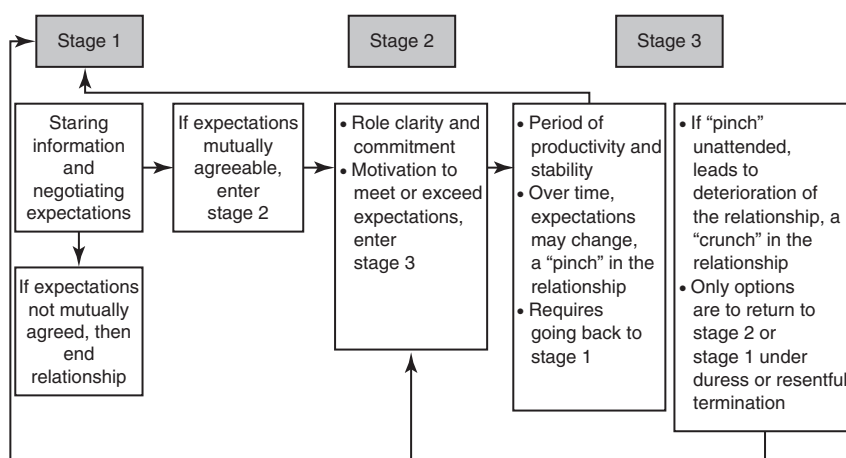 Stage 1
Stage 2
Stage 3
Staring
information
and
negotiating
expectations
If expectations
not mutually
agreed, then
end
relationship
If expectations
mutually
agreeable,
enter
stage 2
• Role clarity and
commitment
• Motivation to
meet or exceed
expectations,
enter
stage 3
• Period of
productivity and
stability
• Over time,
expectations
may change,
a “pinch” in the
relationship
• Requires
going back to
stage 1
• If “pinch”
unattended,
leads to
deterioration of
the relationship, a
“crunch” in the
relationship
• Only options
are to return to
stage 2 or
stage 1 under
duress or resentful
termination